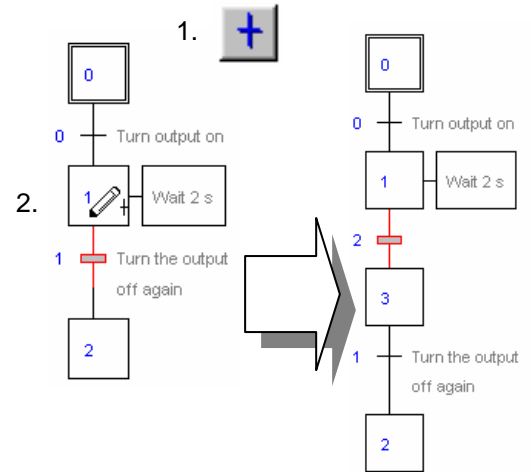 1.
0
0 Turn output on
2.
1 Wait 2 s
1 Turn the output
off again
2
0
0 Turn output on
1 Wait 2 s
2
3
1 Turn the output
off again
2